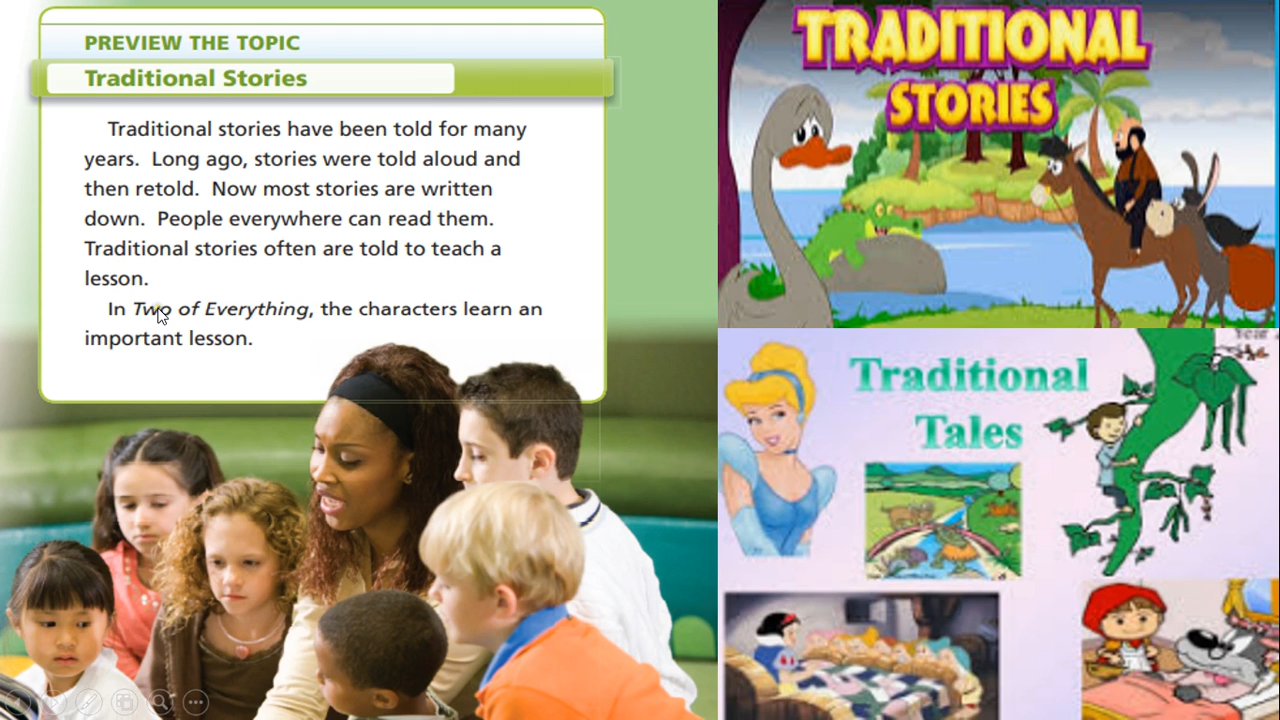 PREVIEW THE TOPIC
Traditional Stories
Traditional stories have been told for many
years. Long ago, stories were told aloud and
then retold. Now most stories are written
down. People everywhere can read them.
Traditional stories often are told to teach a
lesson.
In Two of Everything, the characters learn an
important lesson.
TRADITIONAL
STORIES
Year
Traditional
Tales